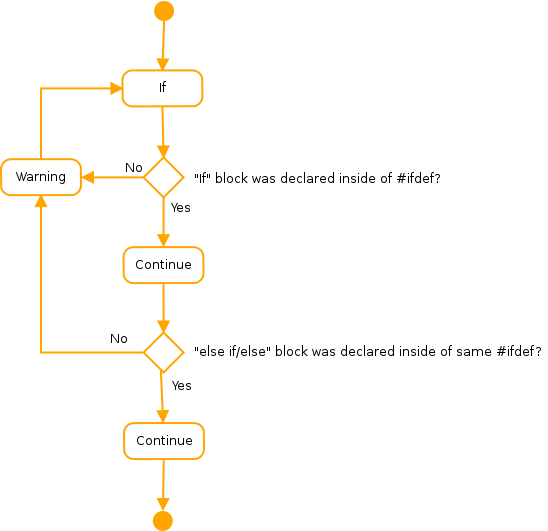 If
No
Warning
"If" block was declared inside of #ifdef?
Yes
Continue
No
"else if/else" block was declared inside of same #ifdef?
Yes
Continue